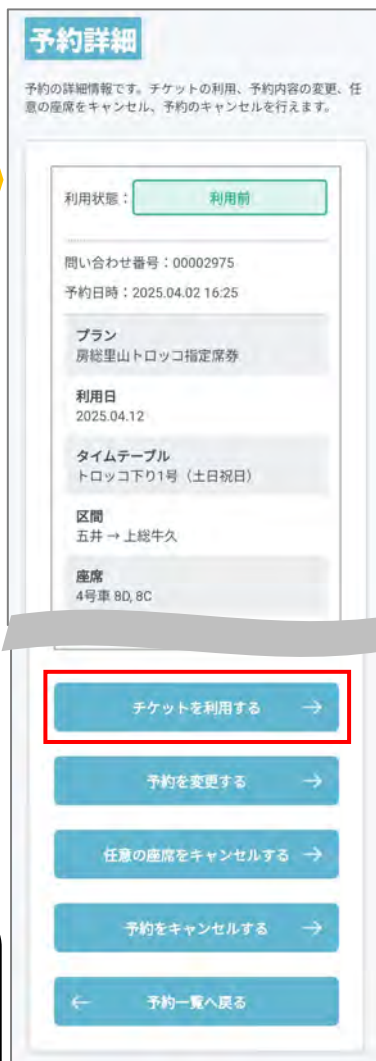 予約詳細
予約の詳細情報です。チケットの利用、予約内容の変更、任
意の座席をキャンセル、予約のキャンセルを行えます。
利用状態：
利用前
問い合わせ番号：00002975
予約日時：2025.04.02 16:25
プラン
房総里山トロッコ指定席券
利用日
2025.04.12
タイムテーブル
トロッコ下り1号（土日祝日）
区間
五井 → 上総牛久
座席
4号車 8D, 8C
チケットを利用する →
予約を変更する →
任意の座席をキャンセルする →
予約をキャンセルする →
← 予約一覧へ戻る